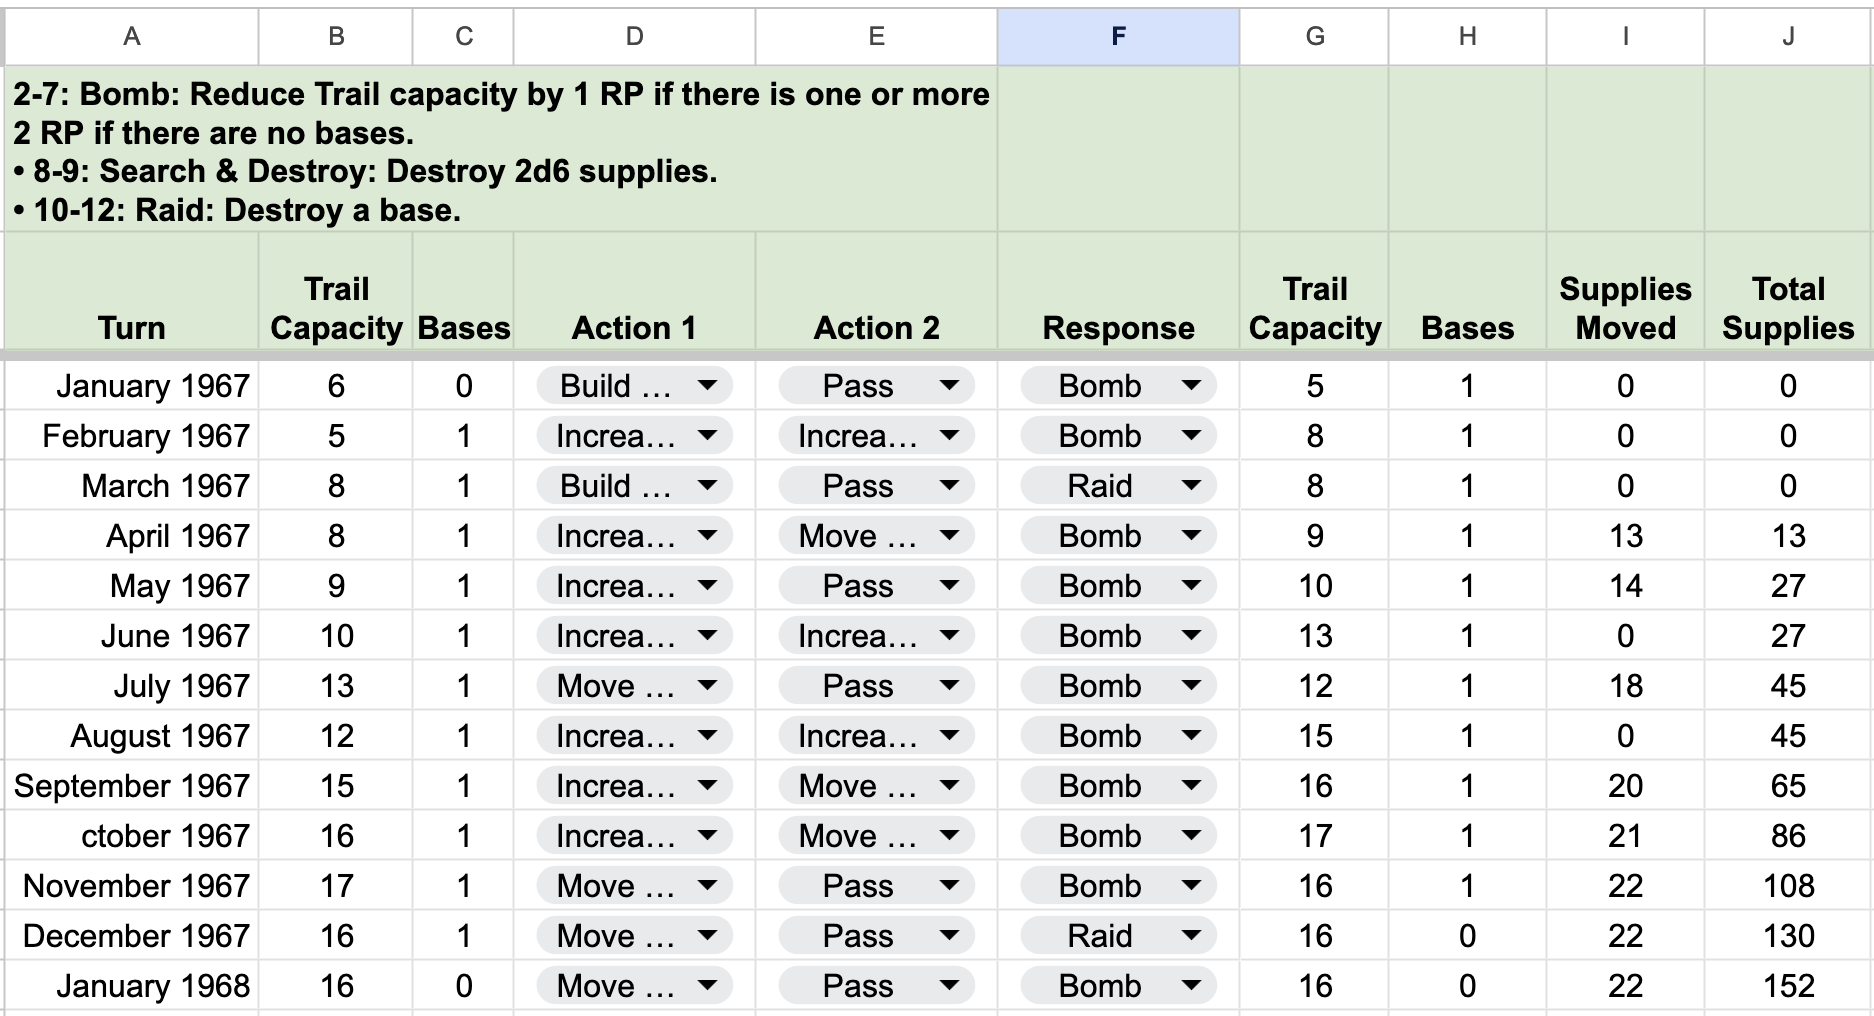 A B C D E F G H I J
2-7: Bomb: Reduce Trail capacity by 1 RP if there is one or more
2 RP if there are no bases.
• 8-9: Search & Destroy: Destroy 2d6 supplies.
• 10-12: Raid: Destroy a base.
Turn Trail Capacity Bases Action 1 Action 2 Response Trail Capacity Bases Supplies Moved Total Supplies
January 1967 6 0 Build ... Pass Bomb 5 1 0 0
February 1967 5 1 Increa... Increa... Bomb 8 1 0 0
March 1967 8 1 Build ... Pass Raid 8 1 0 0
April 1967 8 1 Increa... Move ... Bomb 9 1 13 13
May 1967 9 1 Increa... Pass Bomb 10 1 14 27
June 1967 10 1 Increa... Increa... Bomb 13 1 0 27
July 1967 13 1 Move ... Pass Bomb 12 1 18 45
August 1967 12 1 Increa... Increa... Bomb 15 1 0 45
September 1967 15 1 Increa... Move ... Bomb 16 1 20 65
ctober 1967 16 1 Increa... Move ... Bomb 17 1 21 86
November 1967 17 1 Move ... Pass Bomb 16 1 22 108
December 1967 16 1 Move ... Pass Raid 16 0 22 130
January 1968 16 0 Move ... Pass Bomb 16 0 22 152